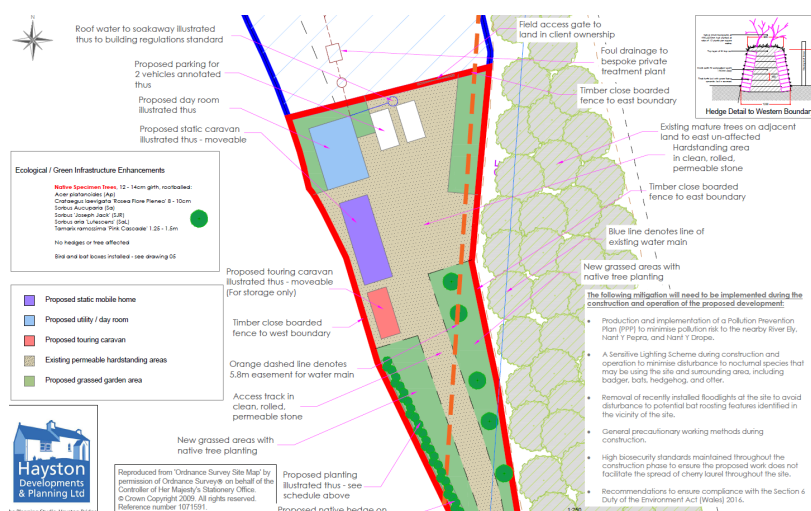 Roof water to soakaway illustrated
thus to building regulations standard
Proposed parking for
2 vehicles annotated
thus
Proposed day room
illustrated thus
Proposed static caravan
illustrated thus - moveable
Field access gate to
land in client ownership
Foul drainage to
bespoke private
treatment plant
Timber close boarded
fence to east boundary
Hedge Detail to Western Boundar
Existing mature trees on adjacent
land to east un-affected
Hardstanding area
in clean, rolled,
permeable stone
Timber close boarded
fence to east boundary
Blue line denotes line of
existing water main
New grassed areas with
native tree planting
Ecological / Green Infrastructure Enhancements
Native Specimen Trees, 12 - 14cm girth, rootballed:
Acer platanoides (Ap)
Crataegus laevigata 'Rosea Flore Pleneo' 8 - 10cm
Sorbus Aucuparia (Sa)
Sorbus 'Joseph Jack' (SJR)
Sorbus aria 'Lutescens' (SaL)
Tamarix ramosissma 'Pink Cascade' 1.25 - 1.5m
No hedges or tree affected
Bird and bat boxes installed - see drawing 05
Proposed static mobile home
Proposed utility / day room
Proposed touring caravan
Existing permeable hardstanding areas
Proposed grassed garden area
Proposed touring caravan
illustrated thus - moveable
(For storage only)
Timber close boarded
fence to west boundary
Orange dashed line denotes
5.8m easement for water main
Access track in
clean, rolled,
permeable stone
New grassed areas with
native tree planting
Proposed planting
illustrated thus - see
schedule above
Proposed native hedge on
The following mitigation will need to be implemented during the
construction and operation of the proposed development:
• Production and implementation of a Pollution Prevention
Plan (PPP) to minimise pollution risk to the nearby River Ely,
Nant Y Pepra, and Nant Y Drope.
• A Sensitive Lighting Scheme during construction and
operation to minimise disturbance to nocturnal species that
may be using the site and surrounding area, including
badger, bats, hedgehog, and otter.
• Removal of recently installed floodlights at the site to avoid
disturbance to potential bat roosting features identified in
the vicinity of the site.
• General precautionary working methods during
construction.
• High biosecurity standards maintained throughout the
construction phase to ensure the proposed work does not
facilitate the spread of cherry laurel throughout the site.
• Recommendations to ensure compliance with the Section 6
Duty of the Environment Act (Wales) 2016.
Hayston
Developments
& Planning Ltd
Reproduced from 'Ordnance Survey Site Map' by
permission of Ordnance Survey® on behalf of the
Controller of Her Majesty's Stationery Office.
© Crown Copyright 2009. All rights reserved.
Reference number 1071591.
1:250